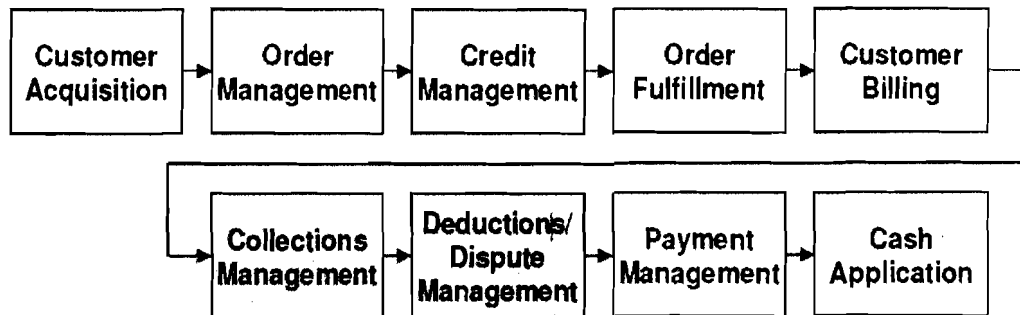 Customer
Acquisition
Order
Management
Credit
Management
Order
Fulfillment
Customer
Billing
Collections
Management
Deductions/
Dispute
Management
Payment
Management
Cash
Application